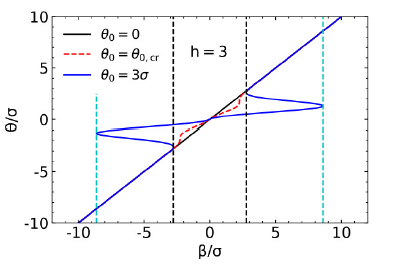 10
5
0
-5
-10
θ/σ
θ₀ = 0
θ₀ = θ₀,cr
θ₀ = 3σ
h = 3
-10 -5 0 5 10
β/σ